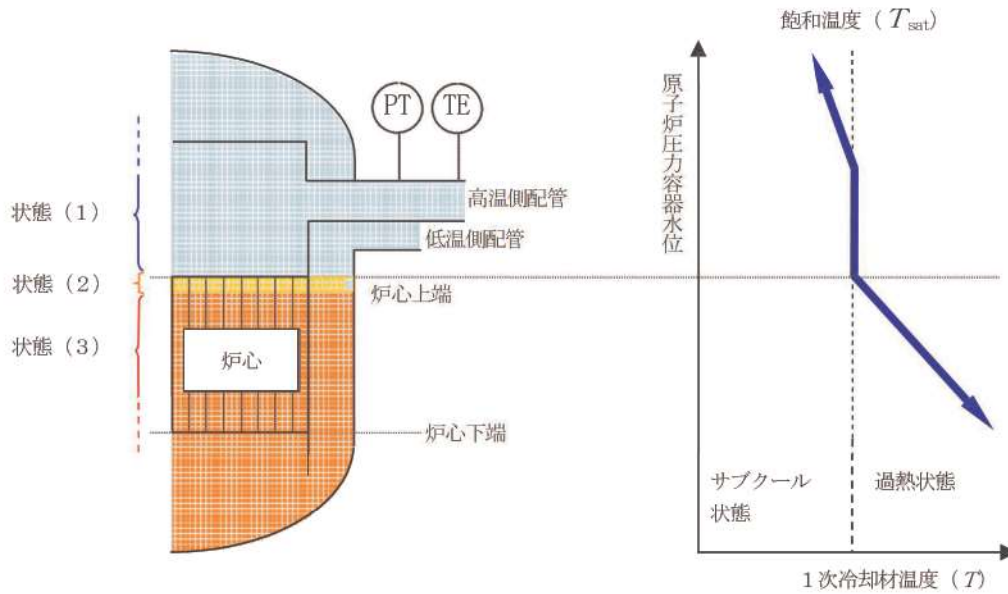 飽和温度（Tsat）
原子炉圧力容器水位
PT
TE
高温側配管
低温側配管
状態（1）
状態（2）
状態（3）
炉心上端
炉心
炉心下端
サブクール
状態
過熱状態
1次冷却材温度（T）